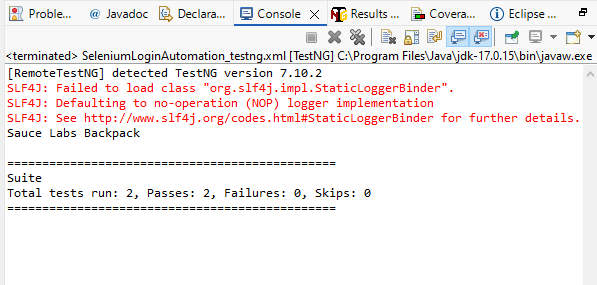 Proble... @ Javadoc Declara... Console Results ... Covera... Eclipse ...
<terminated> SeleniumLoginAutomation_testng.xml [TestNG] C:\Program Files\Java\jdk-17.0.15\bin\javaw.exe
[RemoteTestNG] detected TestNG version 7.10.2
SLF4J: Failed to load class "org.slf4j.impl.StaticLoggerBinder".
SLF4J: Defaulting to no-operation (NOP) logger implementation
SLF4J: See http://www.slf4j.org/codes.html#StaticLoggerBinder for further details.
Sauce Labs Backpack
===============================================
Suite
Total tests run: 2, Passes: 2, Failures: 0, Skips: 0
===============================================